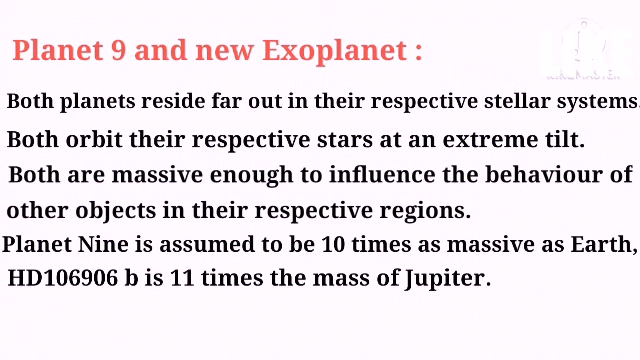 Planet 9 and new Exoplanet :
Both planets reside far out in their respective stellar systems.
Both orbit their respective stars at an extreme tilt.
Both are massive enough to influence the behaviour of
other objects in their respective regions.
Planet Nine is assumed to be 10 times as massive as Earth,
HD106906 b is 11 times the mass of Jupiter.